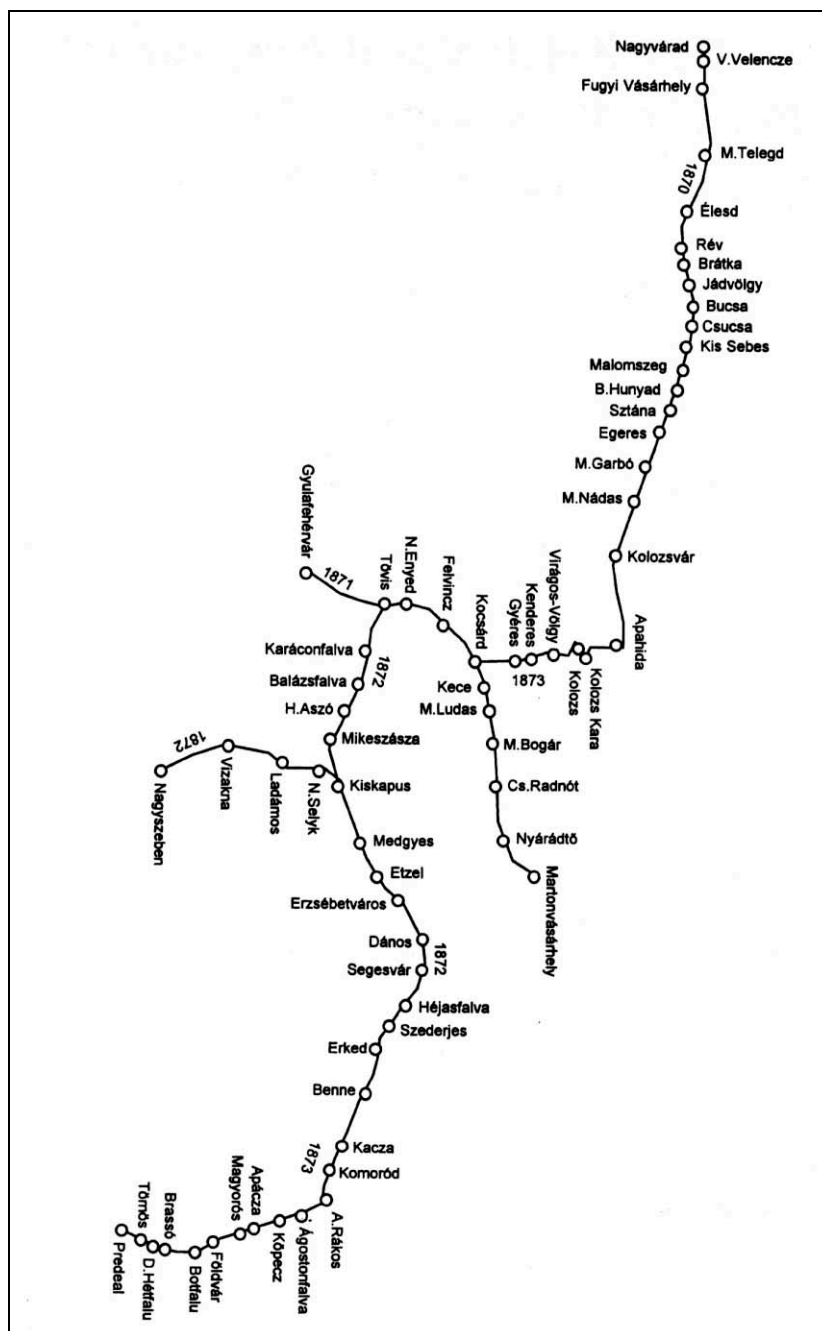 Nagyvárad
V.Velencze
Fugyi Vásárhely
M.Telegd
1870
Élesd
Rév
Brátka
Jádvölgy
Bucsa
Csucsa
Kis Sebes
Malomszeg
B.Hunyad
Sztána
Egeres
M.Garbó
M.Nádas
Kolozsvár
Apahida
Kolozs Kara
Kolozs
Virágos-Völgy
Kenderes
Gyéres
1873
Kocsárd
Felvincz
N.Enyed
Tövis
1871
Gyulafehérvár
Kece
M.Ludas
M.Bogár
Cs.Radnót
Nyárádtő
Martonvásárhely
Karáconfalva
1872
Balázsfalva
H.Aszó
Mikeszásza
Kiskapus
N.Selyk
Ladámos
Vizakna
1872
Nagyszeben
Medgyes
Etzel
Erzsébetváros
Dános
1872
Segesvár
Héjasfalva
Szederjes
Erked
Benne
Kacza
1873
Komoród
A.Rákos
Ágostonfalva
Köpecz
Apácza
Magyorós
Földvár
Botfalu
Brassó
D.Hétfalu
Tömös
Predeal